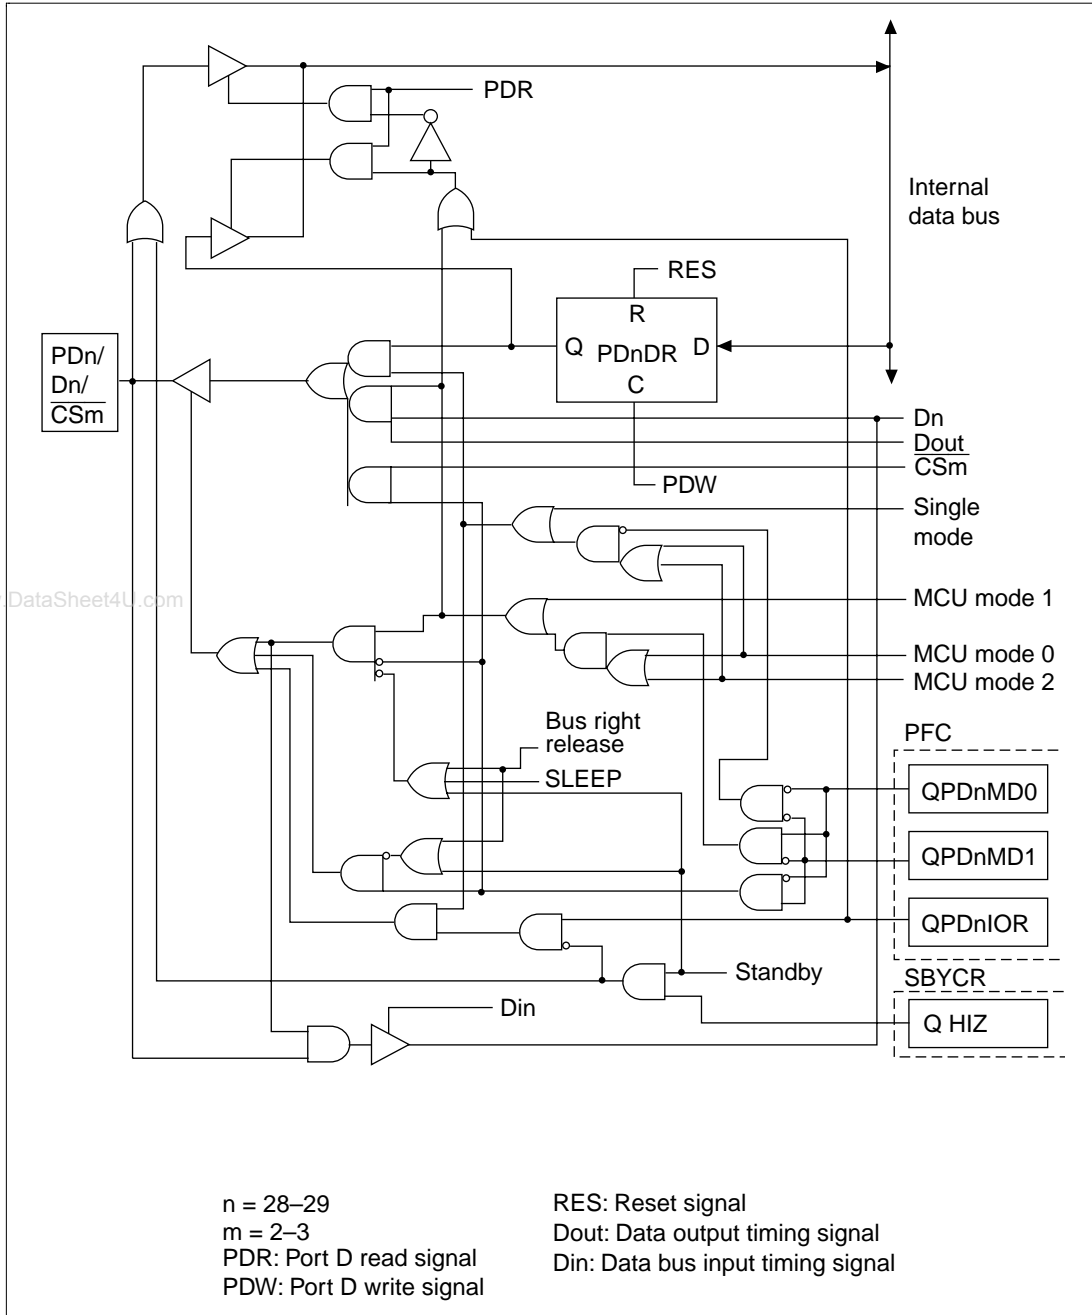 PDR
Internal
data bus
RES
R
Q PDnDR D
C
PDn/
Dn/
CSm
Dn
Dout
CSm
PDW
Single
mode
.DataSheet4U.com
MCU mode 1
MCU mode 0
MCU mode 2
Bus right
release
PFC
SLEEP
QPDnMD0
QPDnMD1
QPDnIOR
Standby
SBYCR
Din
Q HIZ
n = 28–29
m = 2–3
PDR: Port D read signal
PDW: Port D write signal
RES: Reset signal
Dout: Data output timing signal
Din: Data bus input timing signal